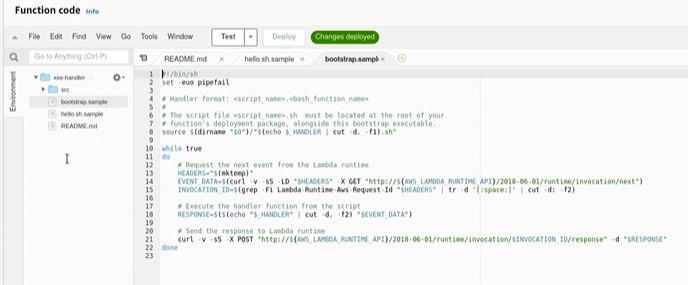 Function code Info
File Edit Find View Go Tools Window Test Deploy Changes deployed
Go to Anything (Ctrl-P)
README.md
hello.sh.sample
bootstrap.sampl
Environment
xxe-handler
src
bootstrap.sample
hello.sh.sample
README.md
1 #!/bin/sh
2 set -euo pipefail
3
4 # Handler format: <script_name>.<bash_function_name>
5 #
6 # The script file <script_name>.sh must be located at the root of your
7 # function's deployment package, alongside this bootstrap executable.
8 source $(dirname "$0")/"$(echo $_HANDLER | cut -d. -f1).sh"
9
10 while true
11 do
12 # Request the next event from the Lambda runtime
13 HEADERS="$(mktemp)"
14 EVENT_DATA=$(curl -v -sS -LD "$HEADERS" -X GET "http://${AWS_LAMBDA_RUNTIME_API}/2018-06-01/runtime/invocation/next")
15 INVOCATION_ID=$(grep -Fi Lambda-Runtime-Aws-Request-Id "$HEADERS" | tr -d '[:space:]' | cut -d: -f2)
16
17 # Execute the handler function from the script
18 RESPONSE=$($(echo "$_HANDLER" | cut -d. -f2) "$EVENT_DATA")
19
20 # Send the response to Lambda runtime
21 curl -v -sS -X POST "http://${AWS_LAMBDA_RUNTIME_API}/2018-06-01/runtime/invocation/$INVOCATION_ID/response" -d "$RESPONSE"
22 done
23